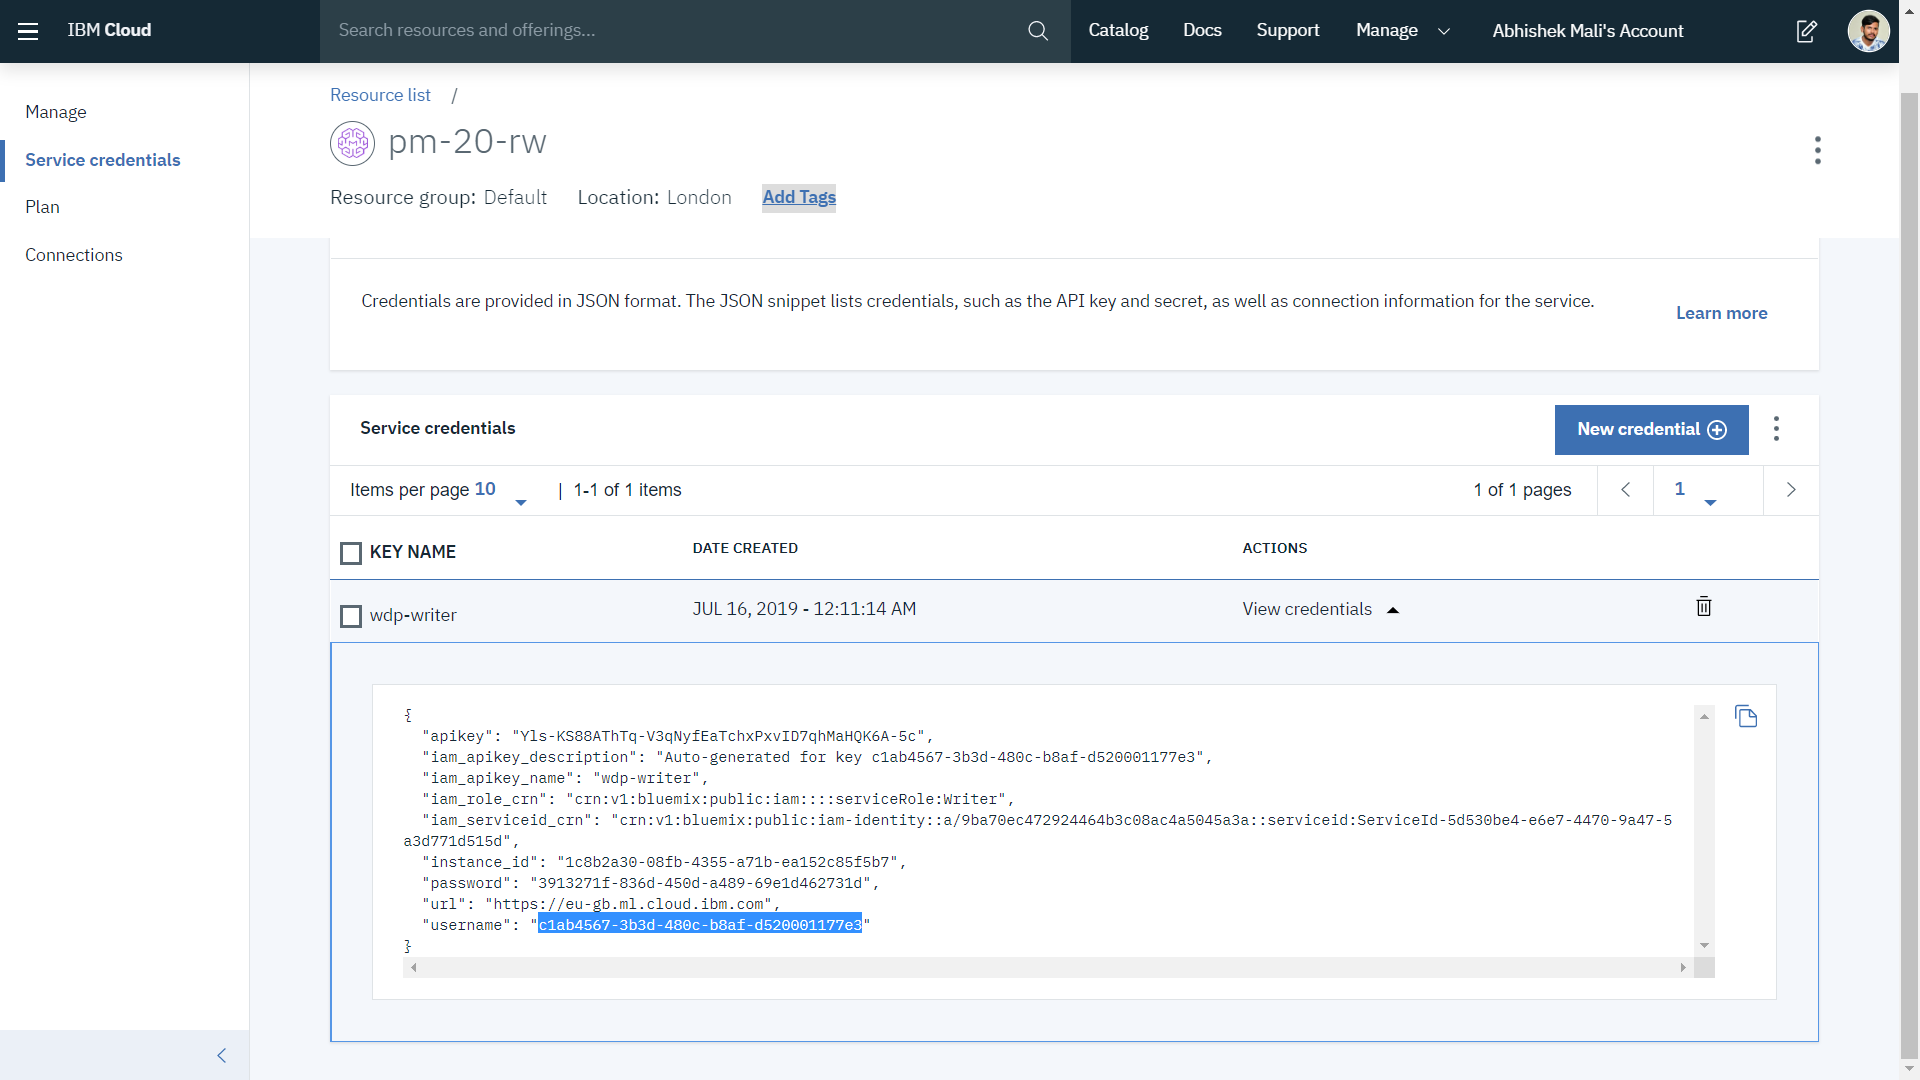 IBM Cloud
Search resources and offerings...
Catalog
Docs
Support
Manage
Abhishek Mali's Account
Manage
Service credentials
Plan
Connections
Resource list /
pm-20-rw
Resource group: Default
Location: London
Add Tags
Credentials are provided in JSON format. The JSON snippet lists credentials, such as the API key and secret, as well as connection information for the service.
Learn more
Service credentials
New credential
Items per page 10 | 1-1 of 1 items
1 of 1 pages
1
KEY NAME
DATE CREATED
ACTIONS
wdp-writer
JUL 16, 2019 - 12:11:14 AM
View credentials
{
"apikey": "Yls-KS88AThTq-V3qNyfEaTchxPxvID7qhMaHQK6A-5c",
"iam_apikey_description": "Auto-generated for key c1ab4567-3b3d-480c-b8af-d520001177e3",
"iam_apikey_name": "wdp-writer",
"iam_role_crn": "crn:v1:bluemix:public:iam::::serviceRole:Writer",
"iam_serviceid_crn": "crn:v1:bluemix:public:iam-identity::a/9ba70ec472924464b3c08ac4a5045a3a::serviceid:ServiceId-5d530be4-e6e7-4470-9a47-5
a3d771d515d",
"instance_id": "1c8b2a30-08fb-4355-a71b-ea152c85f5b7",
"password": "3913271f-836d-450d-a489-69e1d462731d",
"url": "https://eu-gb.ml.cloud.ibm.com",
"username": "c1ab4567-3b3d-480c-b8af-d520001177e3"
}